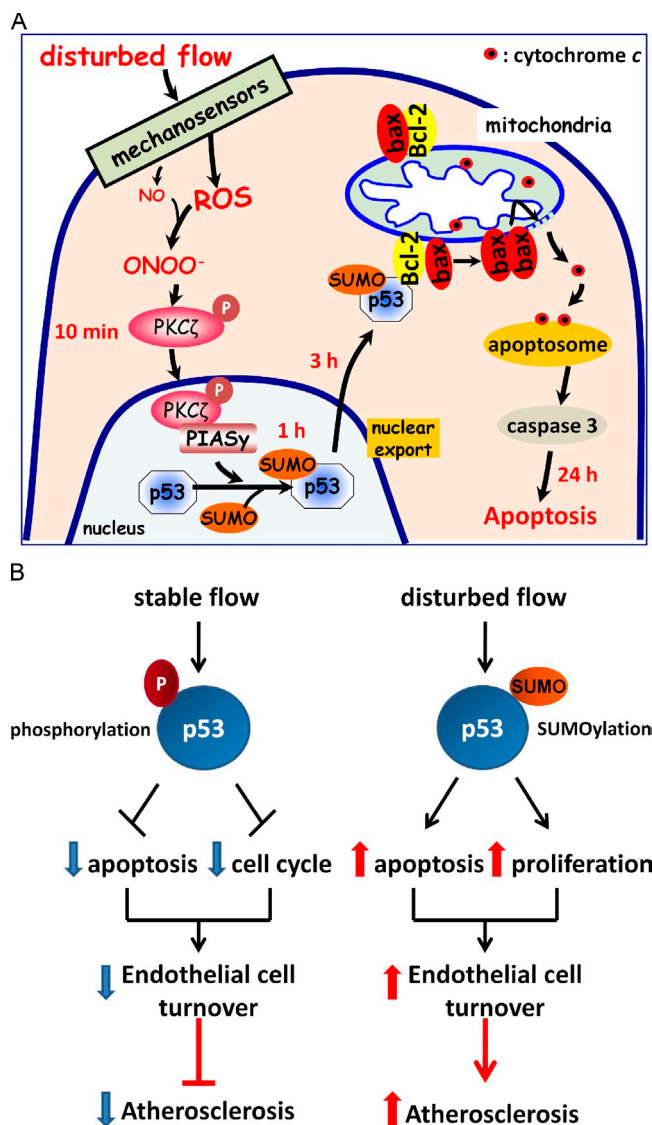 A
disturbed flow
: cytochrome c
mechanosensors
mitochondria
bax
Bcl-2
NO
ROS
ONOO⁻
10 min
PKCζ
P
Bcl-2
bax
bax
bax
SUMO
p53
3 h
apoptosome
PKCζ
P
PIASy
1 h
nuclear
export
caspase 3
SUMO
p53
p53
SUMO
24 h
nucleus
Apoptosis
B
stable flow
disturbed flow
P
p53
phosphorylation
SUMO
p53
SUMOylation
apoptosis
cell cycle
apoptosis
proliferation
Endothelial cell
turnover
Endothelial cell
turnover
Atherosclerosis
Atherosclerosis